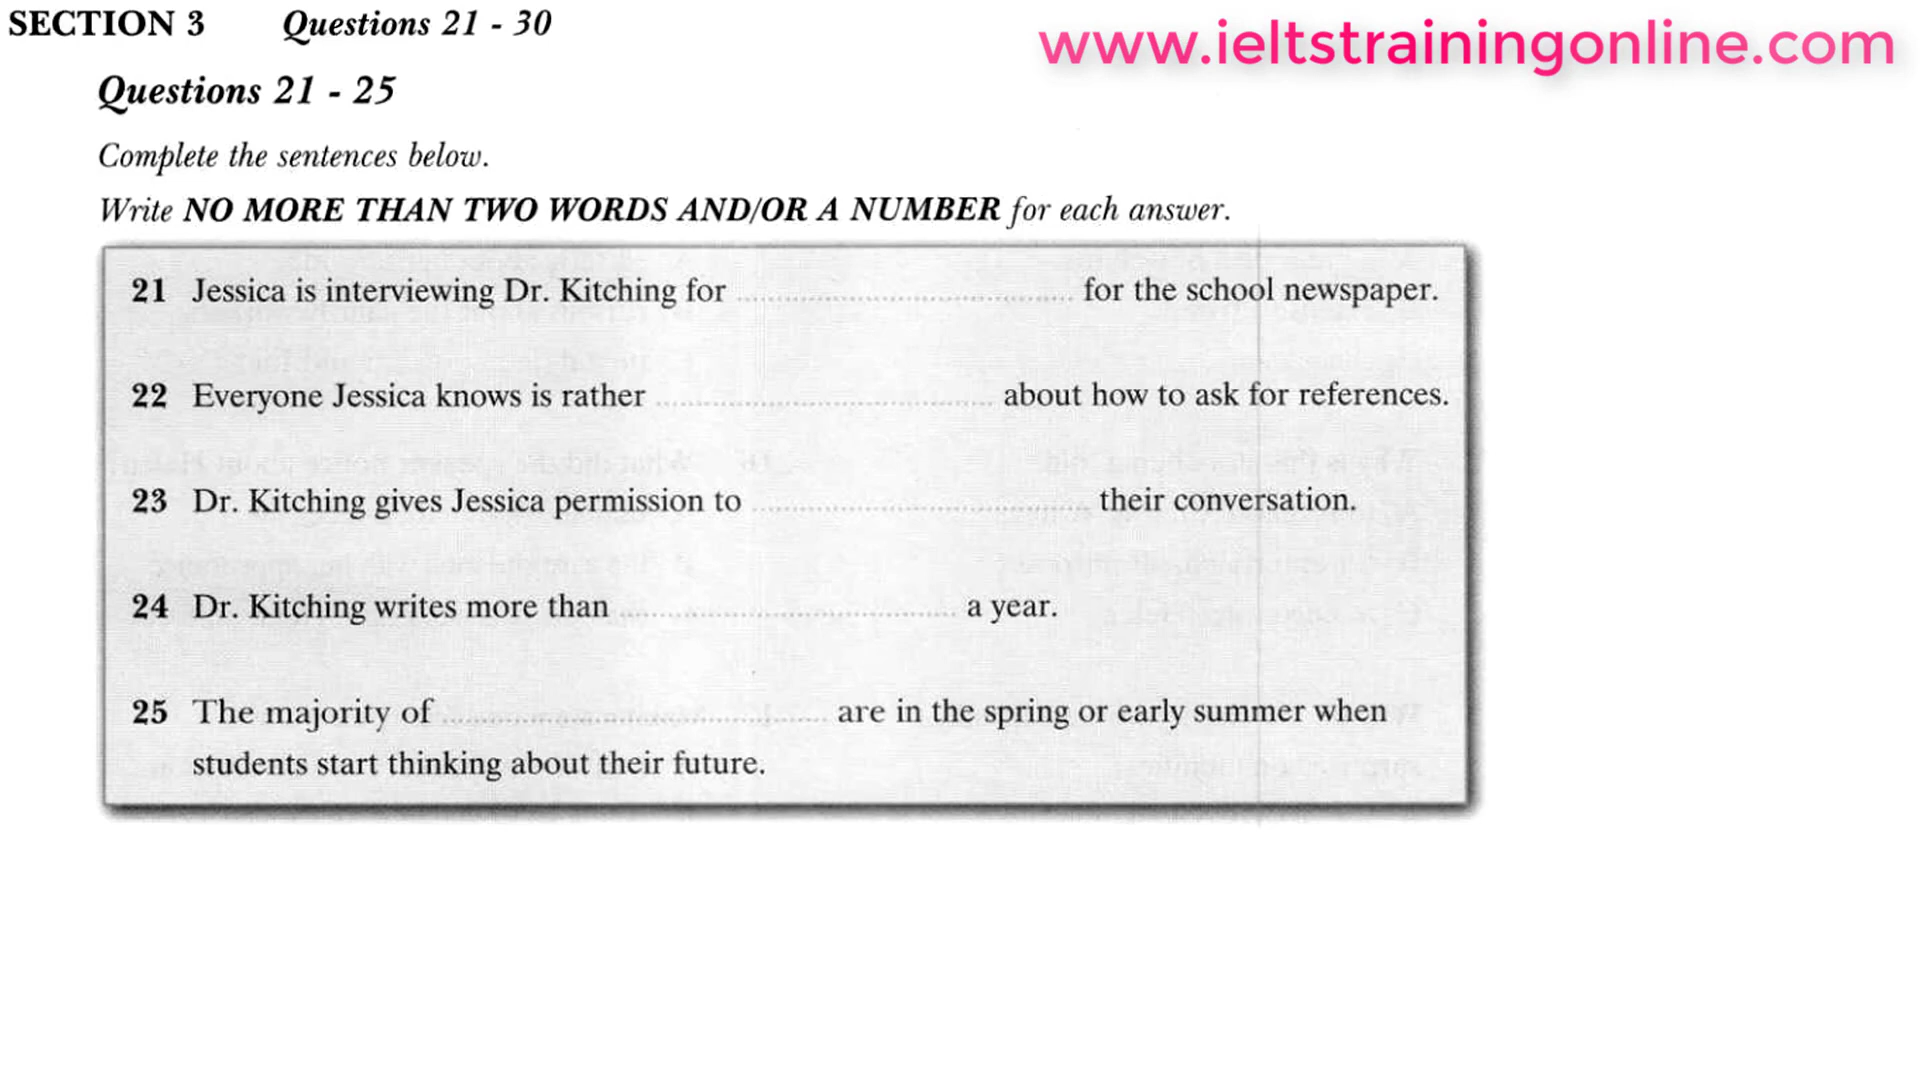 SECTION 3 Questions 21 - 30
www.ieltstrainingonline.com
Questions 21 - 25
Complete the sentences below.
Write NO MORE THAN TWO WORDS AND/OR A NUMBER for each answer.
21 Jessica is interviewing Dr. Kitching for ........................................ for the school newspaper.
22 Everyone Jessica knows is rather ........................................ about how to ask for references.
23 Dr. Kitching gives Jessica permission to ........................................ their conversation.
24 Dr. Kitching writes more than ........................................ a year.
25 The majority of ........................................ are in the spring or early summer when
students start thinking about their future.